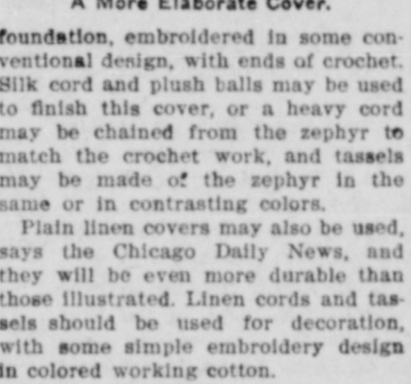 A More Elaborate Cover.
foundation, embroidered in some con-
ventional design, with ends of crochet.
Silk cord and plush balls may be used
to finish this cover, or a heavy cord
may be chained from the zephyr to
match the crochet work, and tassels
may be made of the zephyr in the
same or in contrasting colors.
Plain linen covers may also be used,
says the Chicago Daily News, and
they will be even more durable than
those illustrated. Linen cords and tas-
sels should be used for decoration,
with some simple embroidery design
in colored working cotton.